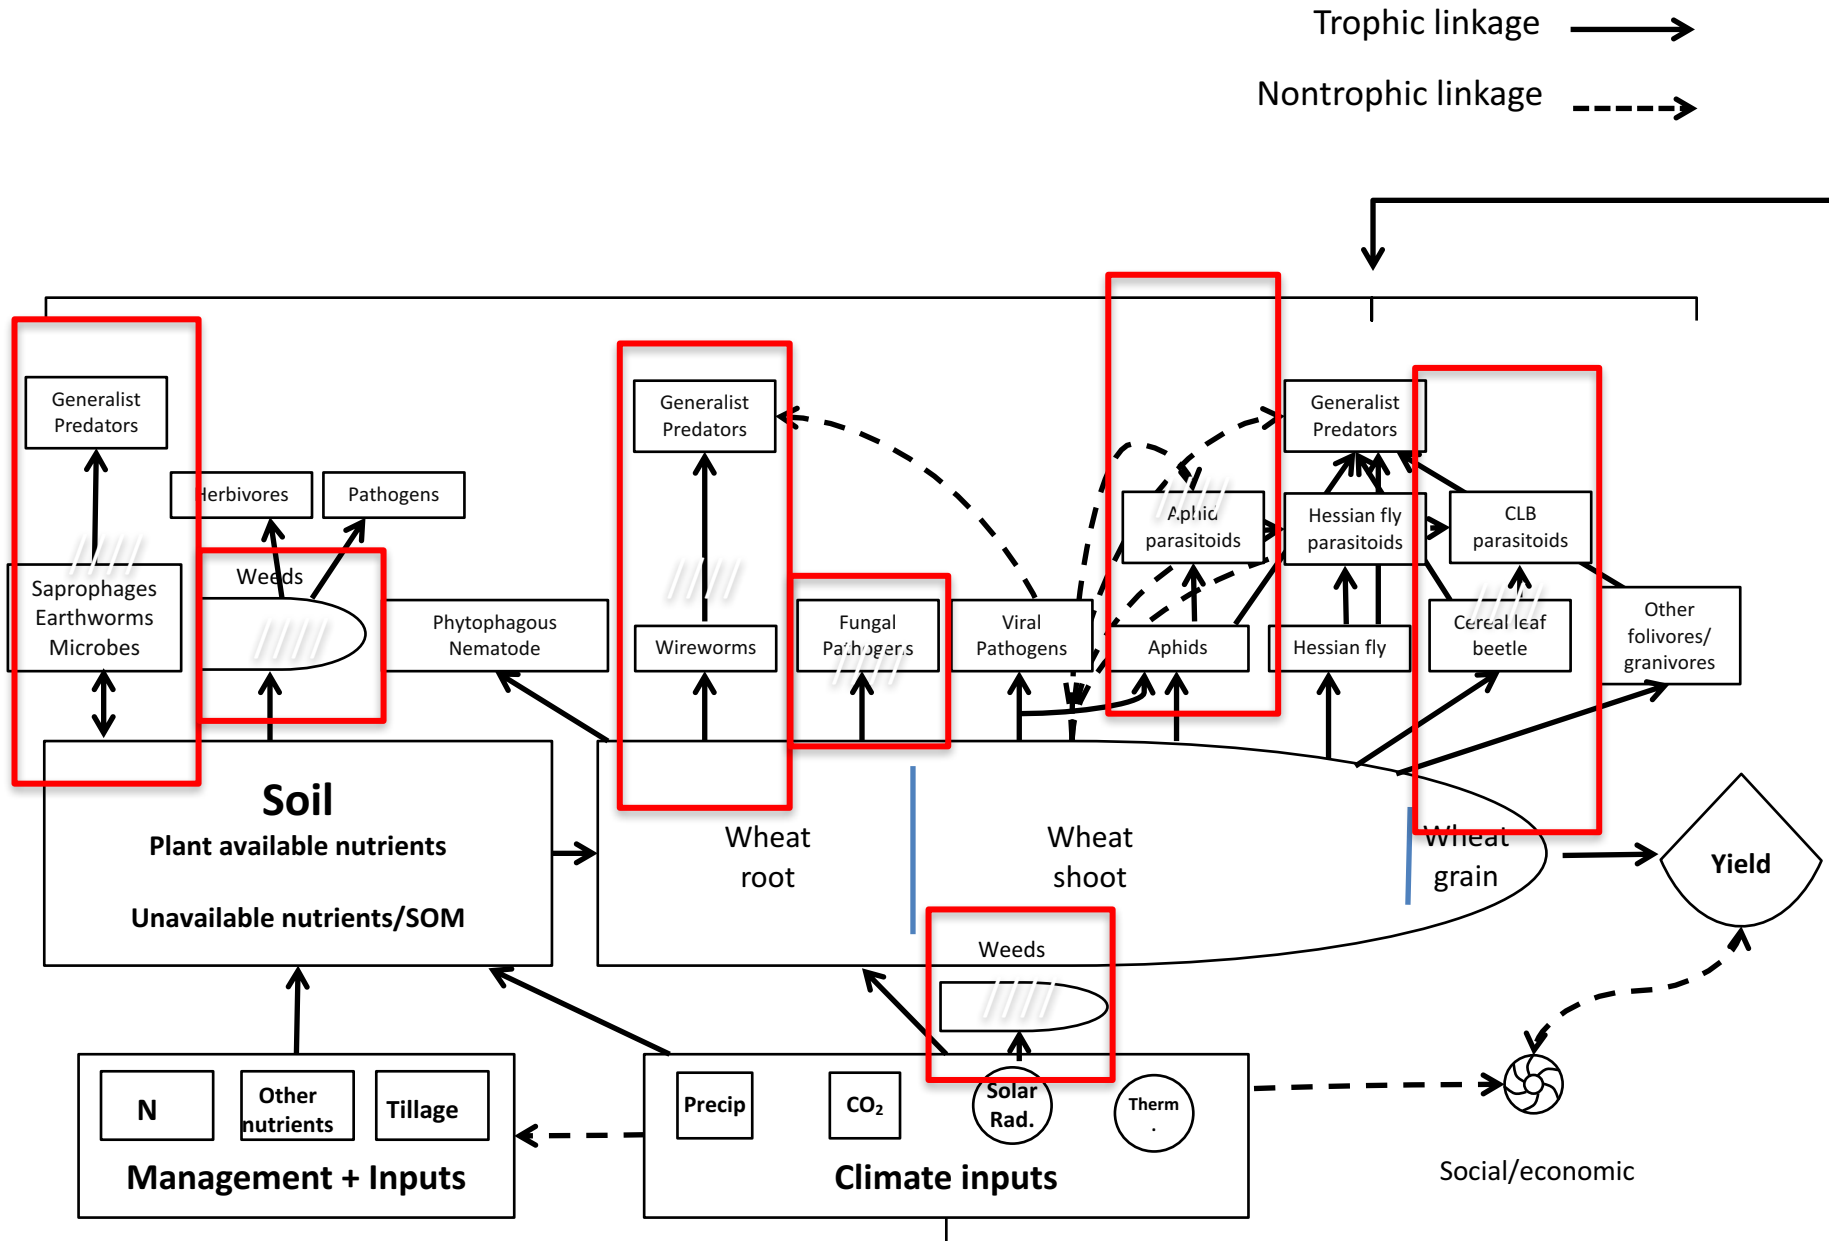 Trophic linkage
Nontrophic linkage
Generalist
Predators
Generalist
Predators
Generalist
Predators
Herbivores
Pathogens
Aphid
parasitoids
Hessian fly
parasitoids
CLB
parasitoids
Saprophages
Earthworms
Microbes
Weeds
Phytophagous
Nematode
Wireworms
Fungal
Pathogens
Viral
Pathogens
Aphids
Hessian fly
Cereal leaf
beetle
Other
folivores/
granivores
Soil
Plant available nutrients
Unavailable nutrients/SOM
Wheat
root
Wheat
shoot
Wheat
grain
Yield
Weeds
N
Other
nutrients
Tillage
Management + Inputs
Precip
CO₂
Solar
Rad.
Therm
.
Climate inputs
Social/economic